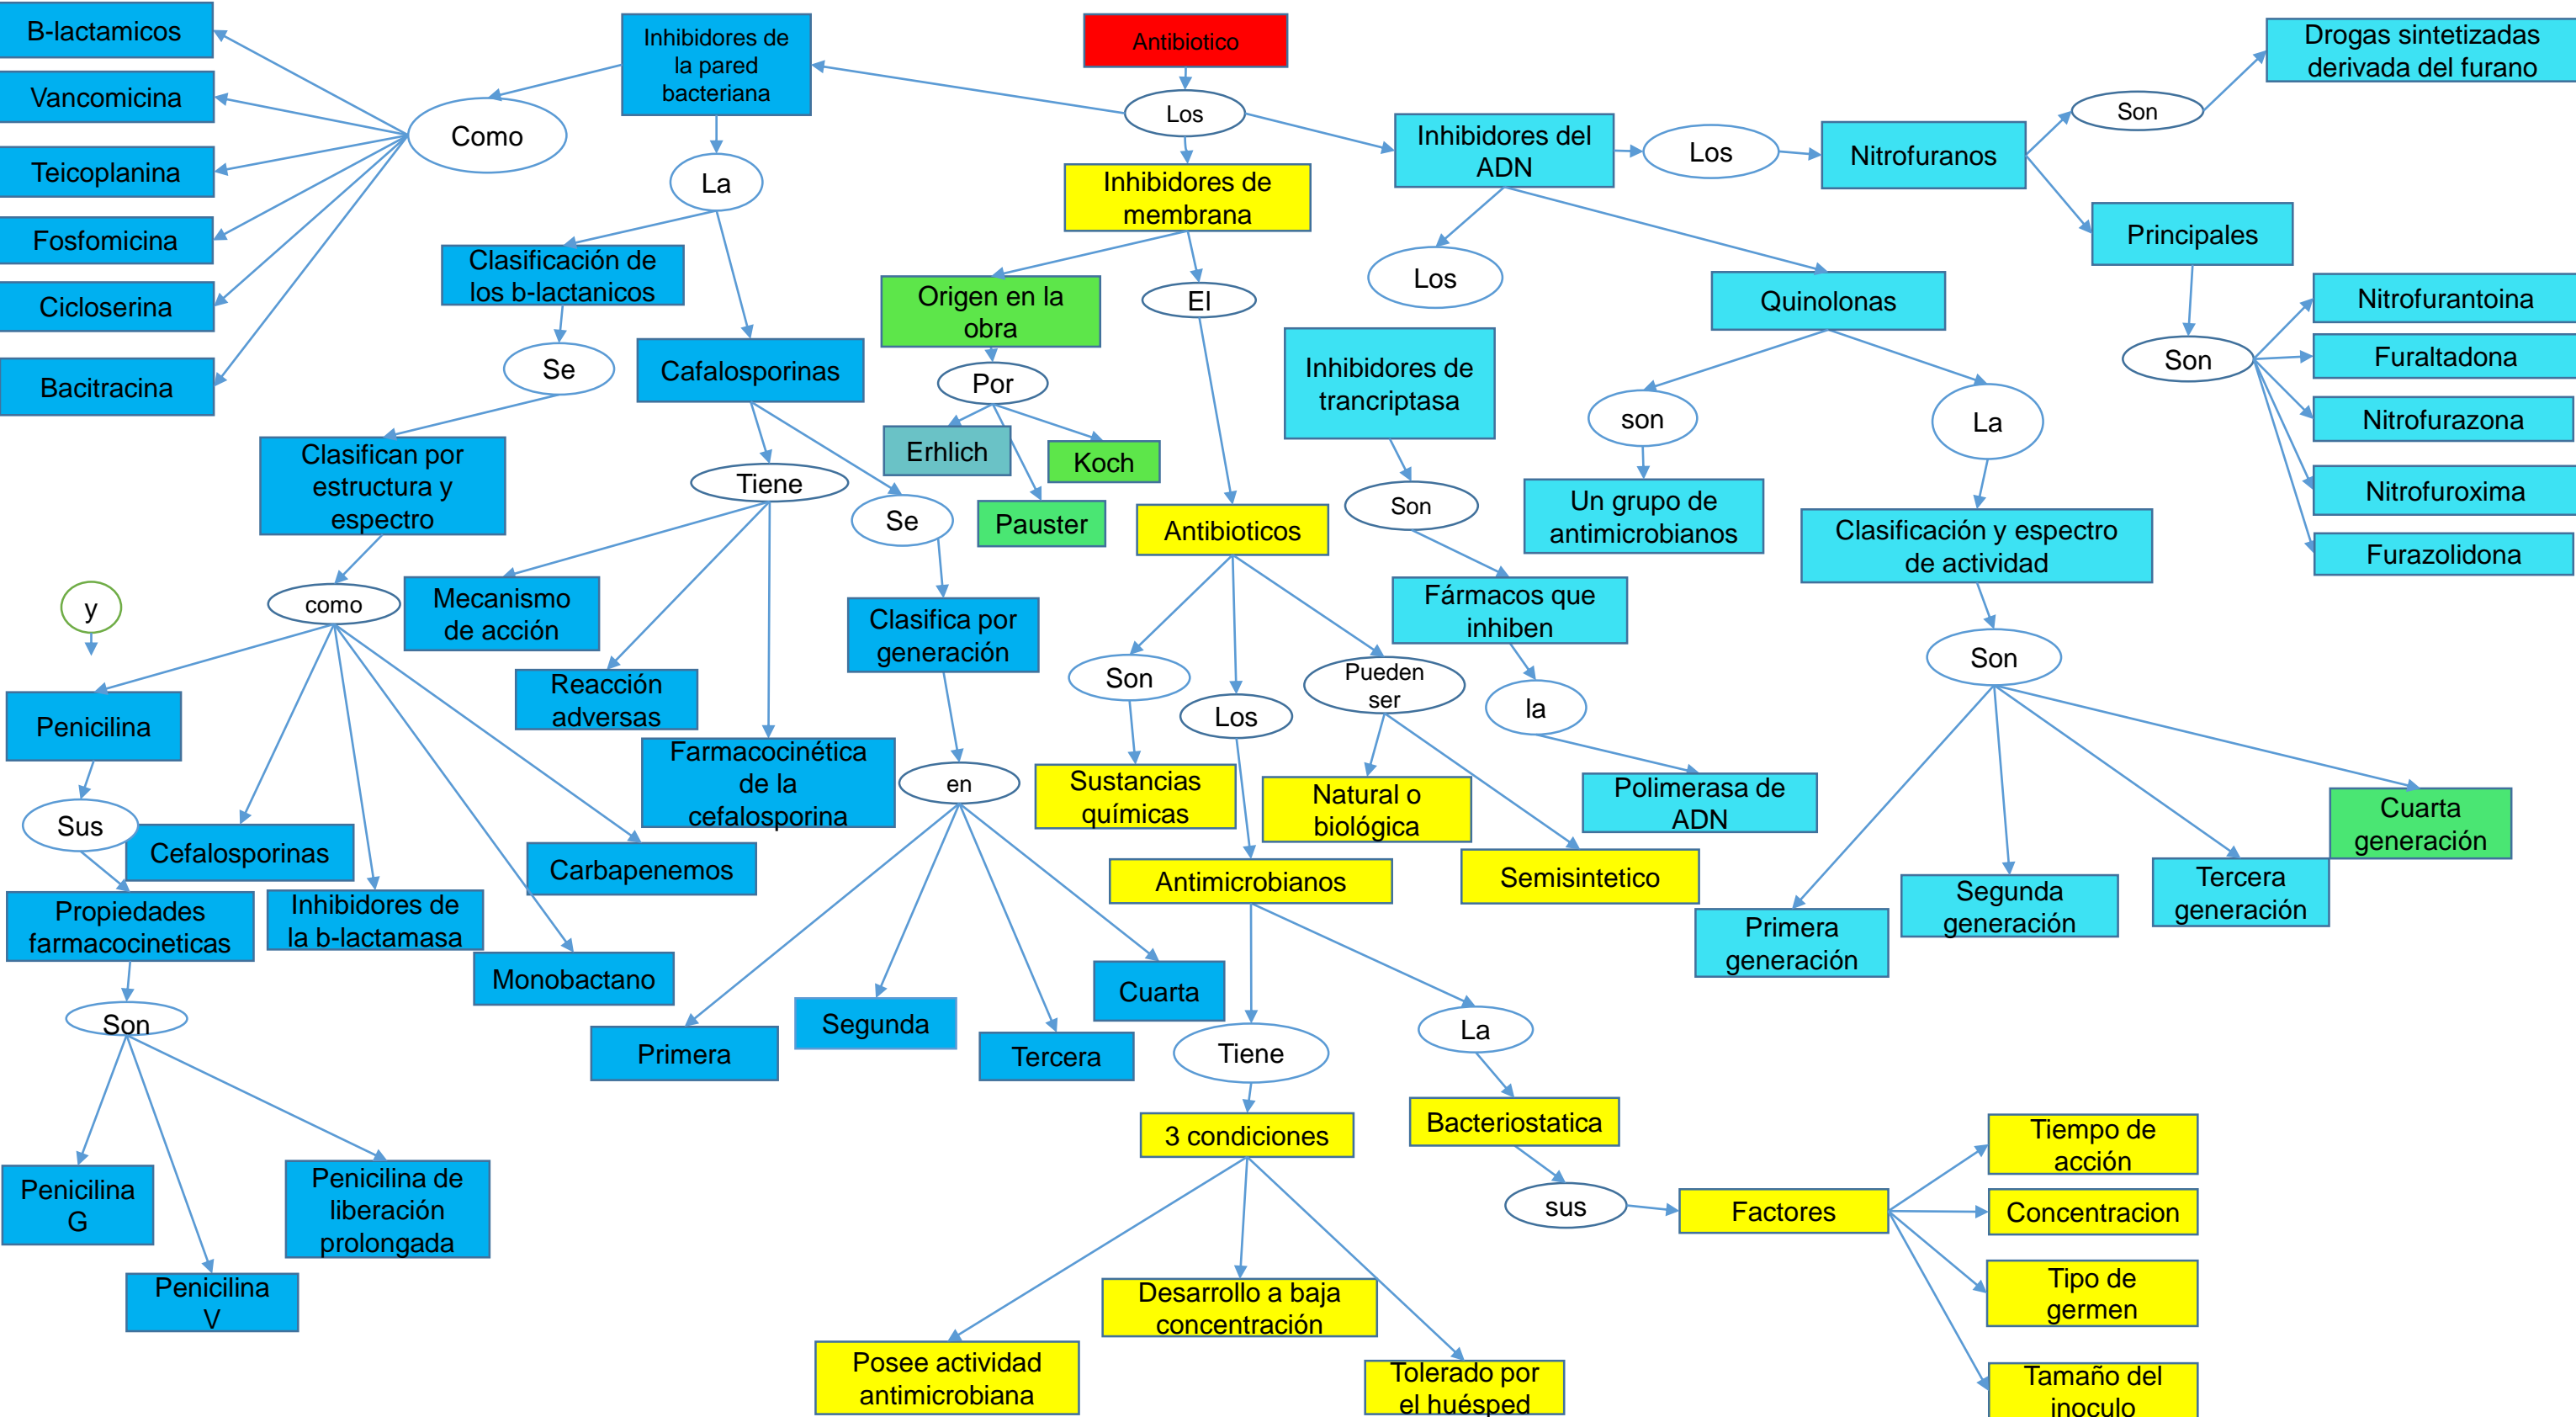 Antibiotico
Los
Inhibidores de
la pared
bacteriana
Como
B-lactamicos
Vancomicina
Teicoplanina
Fosfomicina
Cicloserina
Bacitracina
La
Clasificación de
los b-lactanicos
Se
Clasifican por
estructura y
espectro
como
y
Penicilina
Sus
Propiedades
farmacocineticas
Son
Penicilina
G
Penicilina
V
Penicilina de
liberación
prolongada
Cefalosporinas
Inhibidores de
la b-lactamasa
Monobactano
Carbapenemos
Cafalosporinas
Tiene
Mecanismo
de acción
Reacción
adversas
Farmacocinética
de la
cefalosporina
Se
Clasifica por
generación
en
Primera
Segunda
Tercera
Cuarta
Inhibidores de
membrana
Origen en la
obra
Por
Erhlich
Koch
Pauster
El
Antibioticos
Son
Sustancias
químicas
Los
Antimicrobianos
Pueden
ser
Natural o
biológica
Semisintetico
Tiene
3 condiciones
Posee actividad
antimicrobiana
Desarrollo a baja
concentración
Tolerado por
el huésped
La
Bacteriostatica
sus
Factores
Tiempo de
acción
Concentracion
Tipo de
germen
Tamaño del
inoculo
Inhibidores del
ADN
Los
Inhibidores de
trancriptasa
Son
Fármacos que
inhiben
la
Polimerasa de
ADN
Quinolonas
son
Un grupo de
antimicrobianos
La
Clasificación y espectro
de actividad
Son
Primera
generación
Segunda
generación
Tercera
generación
Cuarta
generación
Los
Nitrofuranos
Son
Drogas sintetizadas
derivada del furano
Principales
Son
Nitrofurantoina
Furaltadona
Nitrofurazona
Nitrofuroxima
Furazolidona